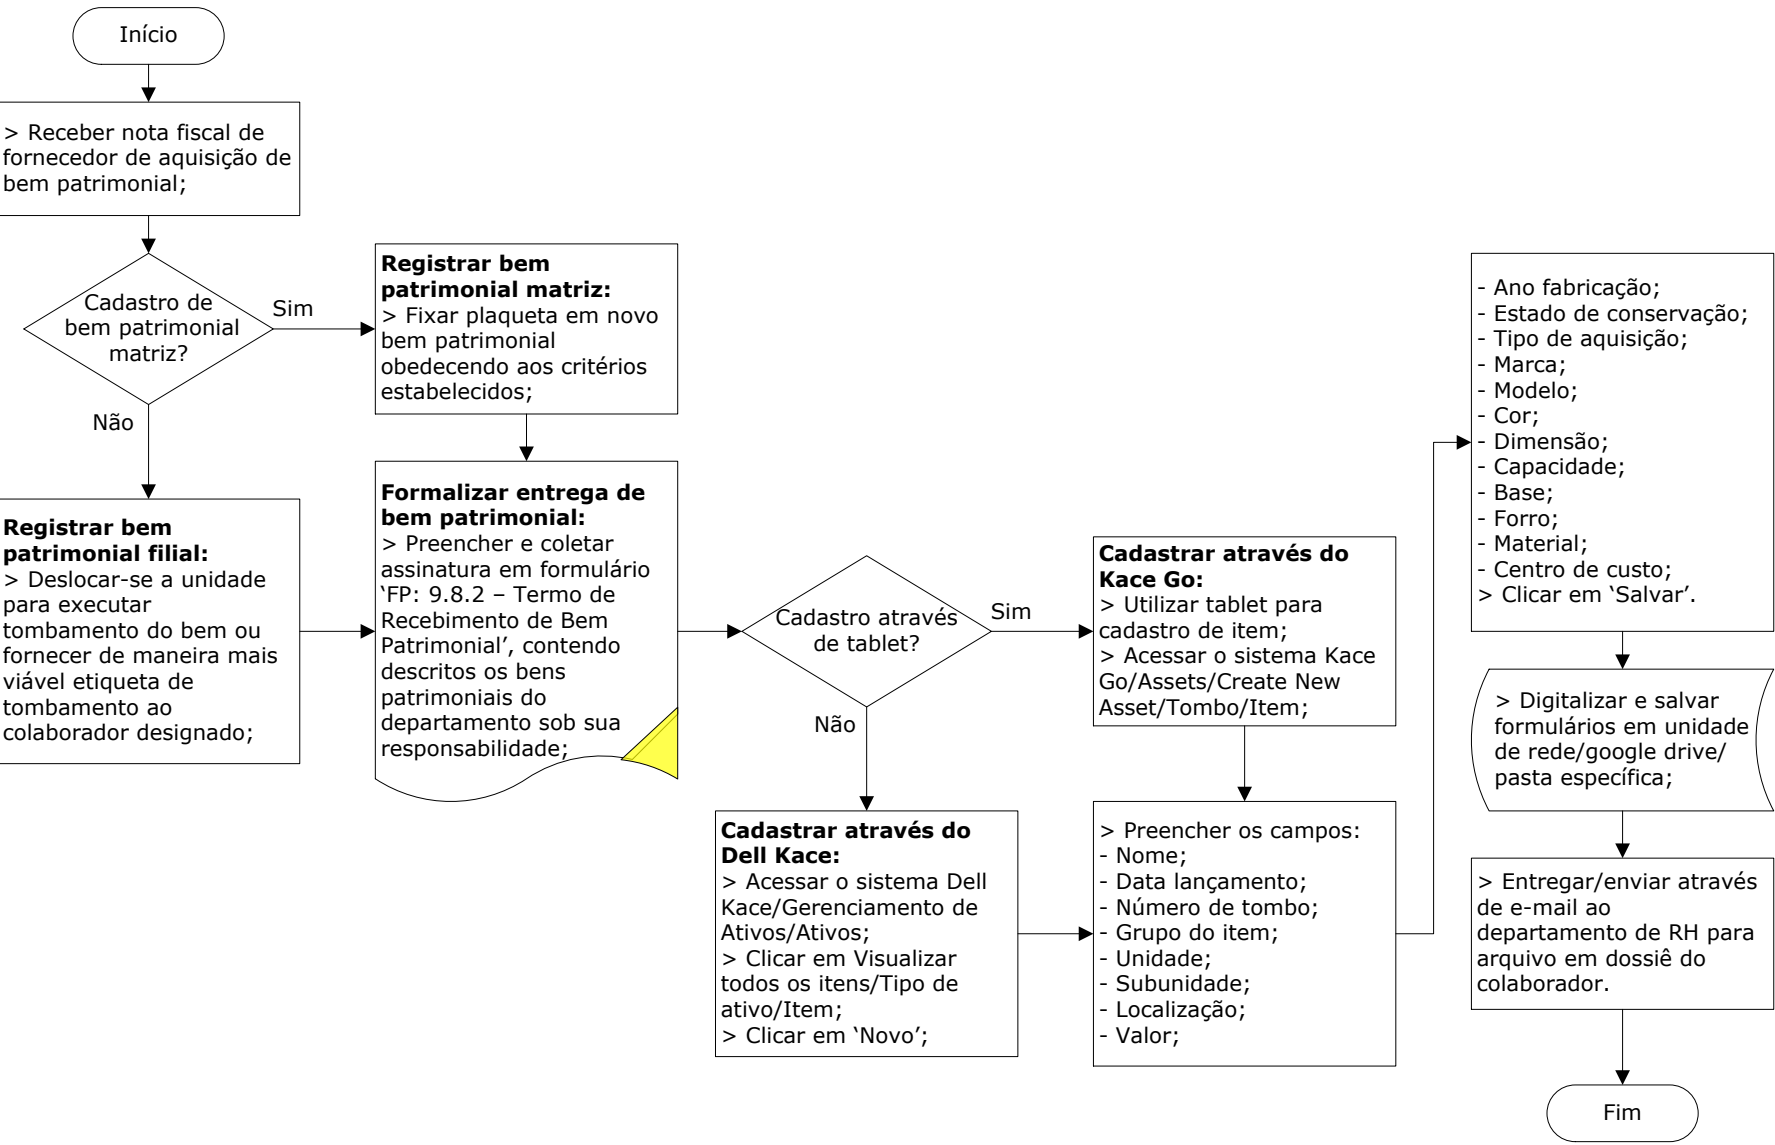 Início
> Receber nota fiscal de
fornecedor de aquisição de
bem patrimonial;
Cadastro de
bem patrimonial
matriz?
Sim
Não
Registrar bem
patrimonial matriz:
> Fixar plaqueta em novo
bem patrimonial
obedecendo aos critérios
estabelecidos;
Registrar bem
patrimonial filial:
> Deslocar-se a unidade
para executar
tombamento do bem ou
fornecer de maneira mais
viável etiqueta de
tombamento ao
colaborador designado;
Formalizar entrega de
bem patrimonial:
> Preencher e coletar
assinatura em formulário
‘FP: 9.8.2 – Termo de
Recebimento de Bem
Patrimonial’, contendo
descritos os bens
patrimoniais do
departamento sob sua
responsabilidade;
Cadastro através
de tablet?
Sim
Não
Cadastrar através do
Kace Go:
> Utilizar tablet para
cadastro de item;
> Acessar o sistema Kace
Go/Assets/Create New
Asset/Tombo/Item;
Cadastrar através do
Dell Kace:
> Acessar o sistema Dell
Kace/Gerenciamento de
Ativos/Ativos;
> Clicar em Visualizar
todos os itens/Tipo de
ativo/Item;
> Clicar em ‘Novo’;
> Preencher os campos:
- Nome;
- Data lançamento;
- Número de tombo;
- Grupo do item;
- Unidade;
- Subunidade;
- Localização;
- Valor;
- Ano fabricação;
- Estado de conservação;
- Tipo de aquisição;
- Marca;
- Modelo;
- Cor;
- Dimensão;
- Capacidade;
- Base;
- Forro;
- Material;
- Centro de custo;
> Clicar em ‘Salvar’.
> Digitalizar e salvar
formulários em unidade
de rede/google drive/
pasta específica;
> Entregar/enviar através
de e-mail ao
departamento de RH para
arquivo em dossiê do
colaborador.
Fim